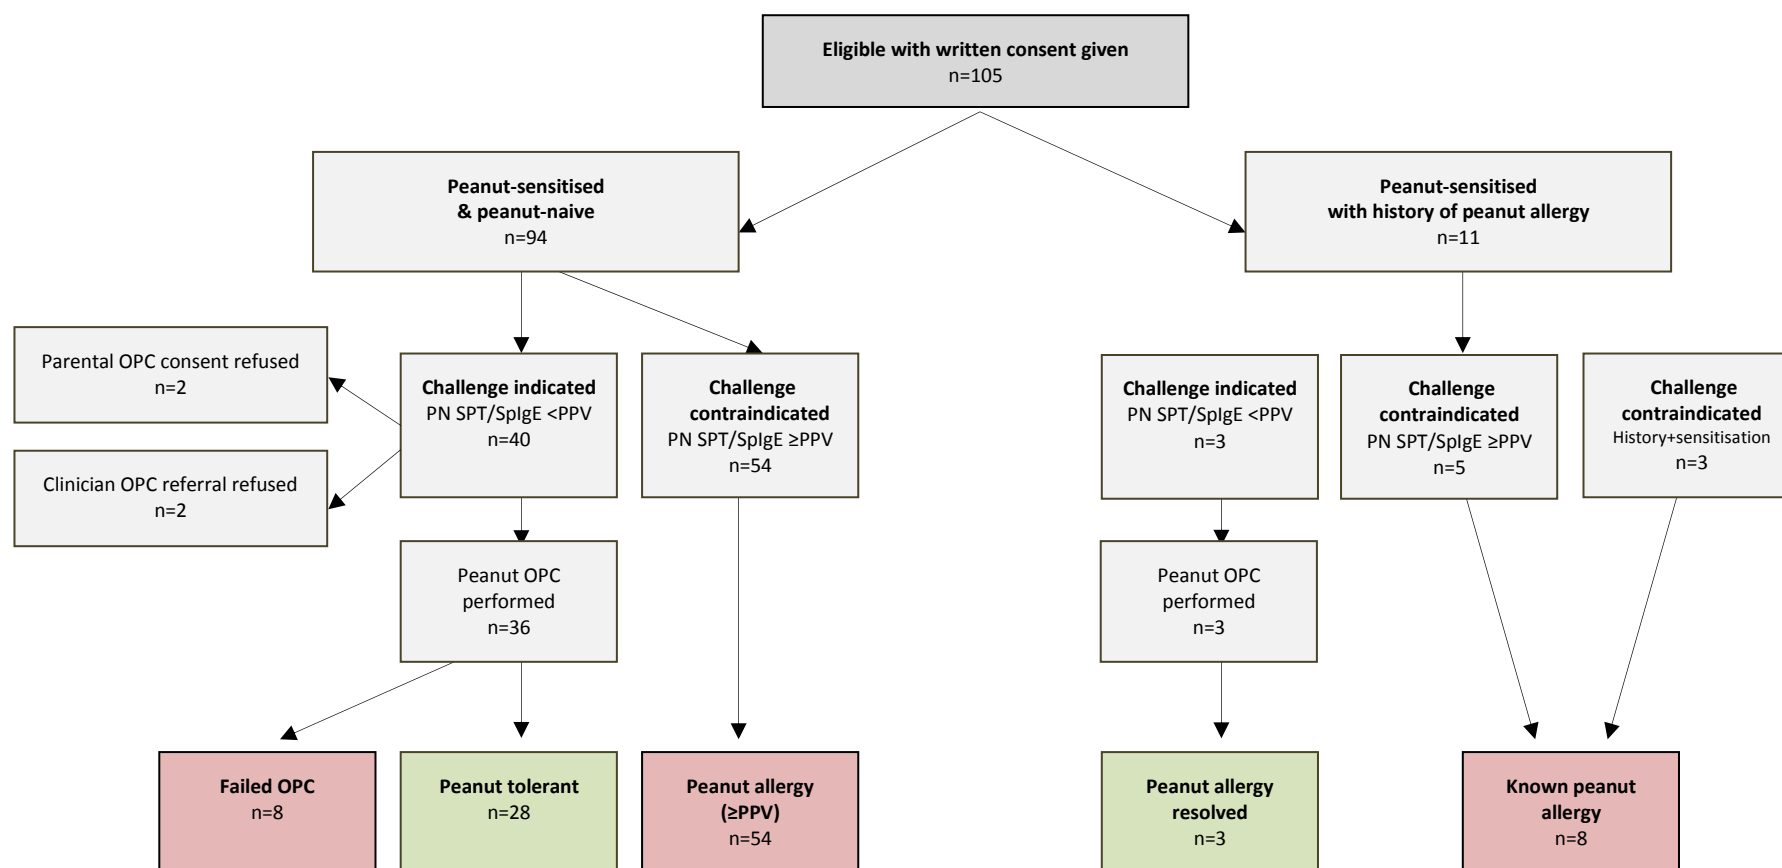 Eligible with written consent given
n=105
Peanut-sensitised
& peanut-naive
n=94
Peanut-sensitised
with history of peanut allergy
n=11
Parental OPC consent refused
n=2
Clinician OPC referral refused
n=2
Challenge indicated
PN SPT/SpIgE <PPV
n=40
Challenge
contraindicated
PN SPT/SpIgE ≥PPV
n=54
Challenge indicated
PN SPT/SpIgE <PPV
n=3
Challenge
contraindicated
PN SPT/SpIgE ≥PPV
n=5
Challenge
contraindicated
History+sensitisation
n=3
Peanut OPC
performed
n=36
Peanut OPC
performed
n=3
Failed OPC
n=8
Peanut tolerant
n=28
Peanut allergy
(≥PPV)
n=54
Peanut allergy
resolved
n=3
Known peanut
allergy
n=8